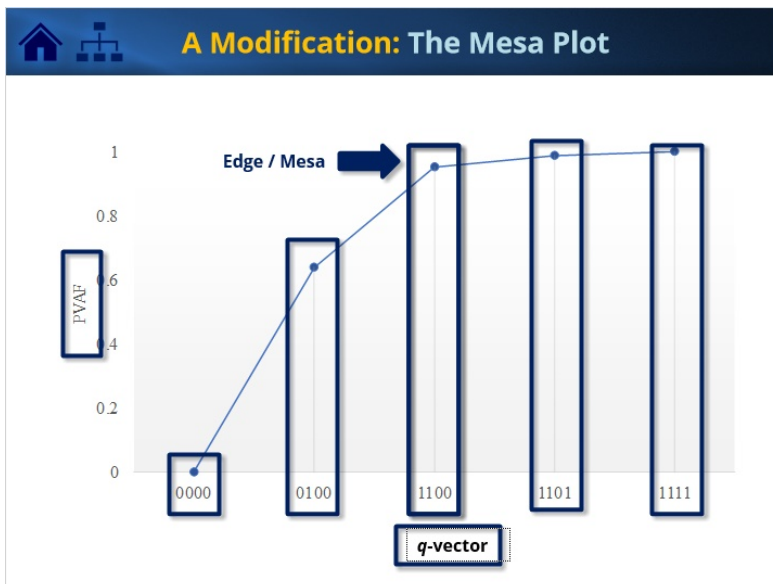 A Modification: The Mesa Plot
Edge / Mesa
1
0.8
0.6
0.4
0.2
0
PVAF
0000 0100 1100 1101 1111
q-vector